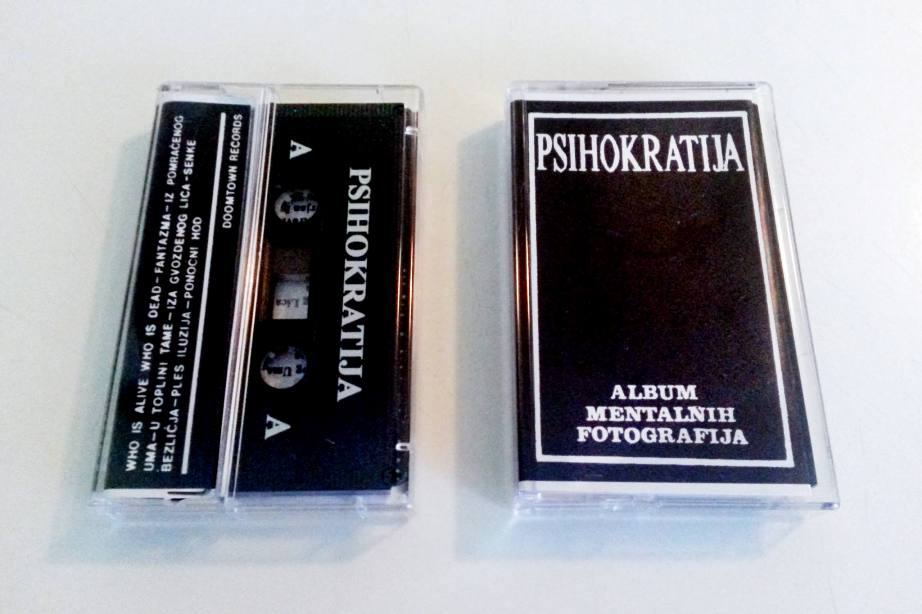 WHO IS ALIVE WHO IS DEAD-FANTAZMA-IZ POMRAČENOG
UMA-U TOPLINI TAME-IZA GVOZDENOG LICA-SENKE
BEZLIČJA-PLES ILUZIJA-PONOĆNI HOD
DOOMTOWN RECORDS
A
PSIHOKRATIJA
A
PSIHOKRATIJA
ALBUM
MENTALNIH
FOTOGRAFIJA